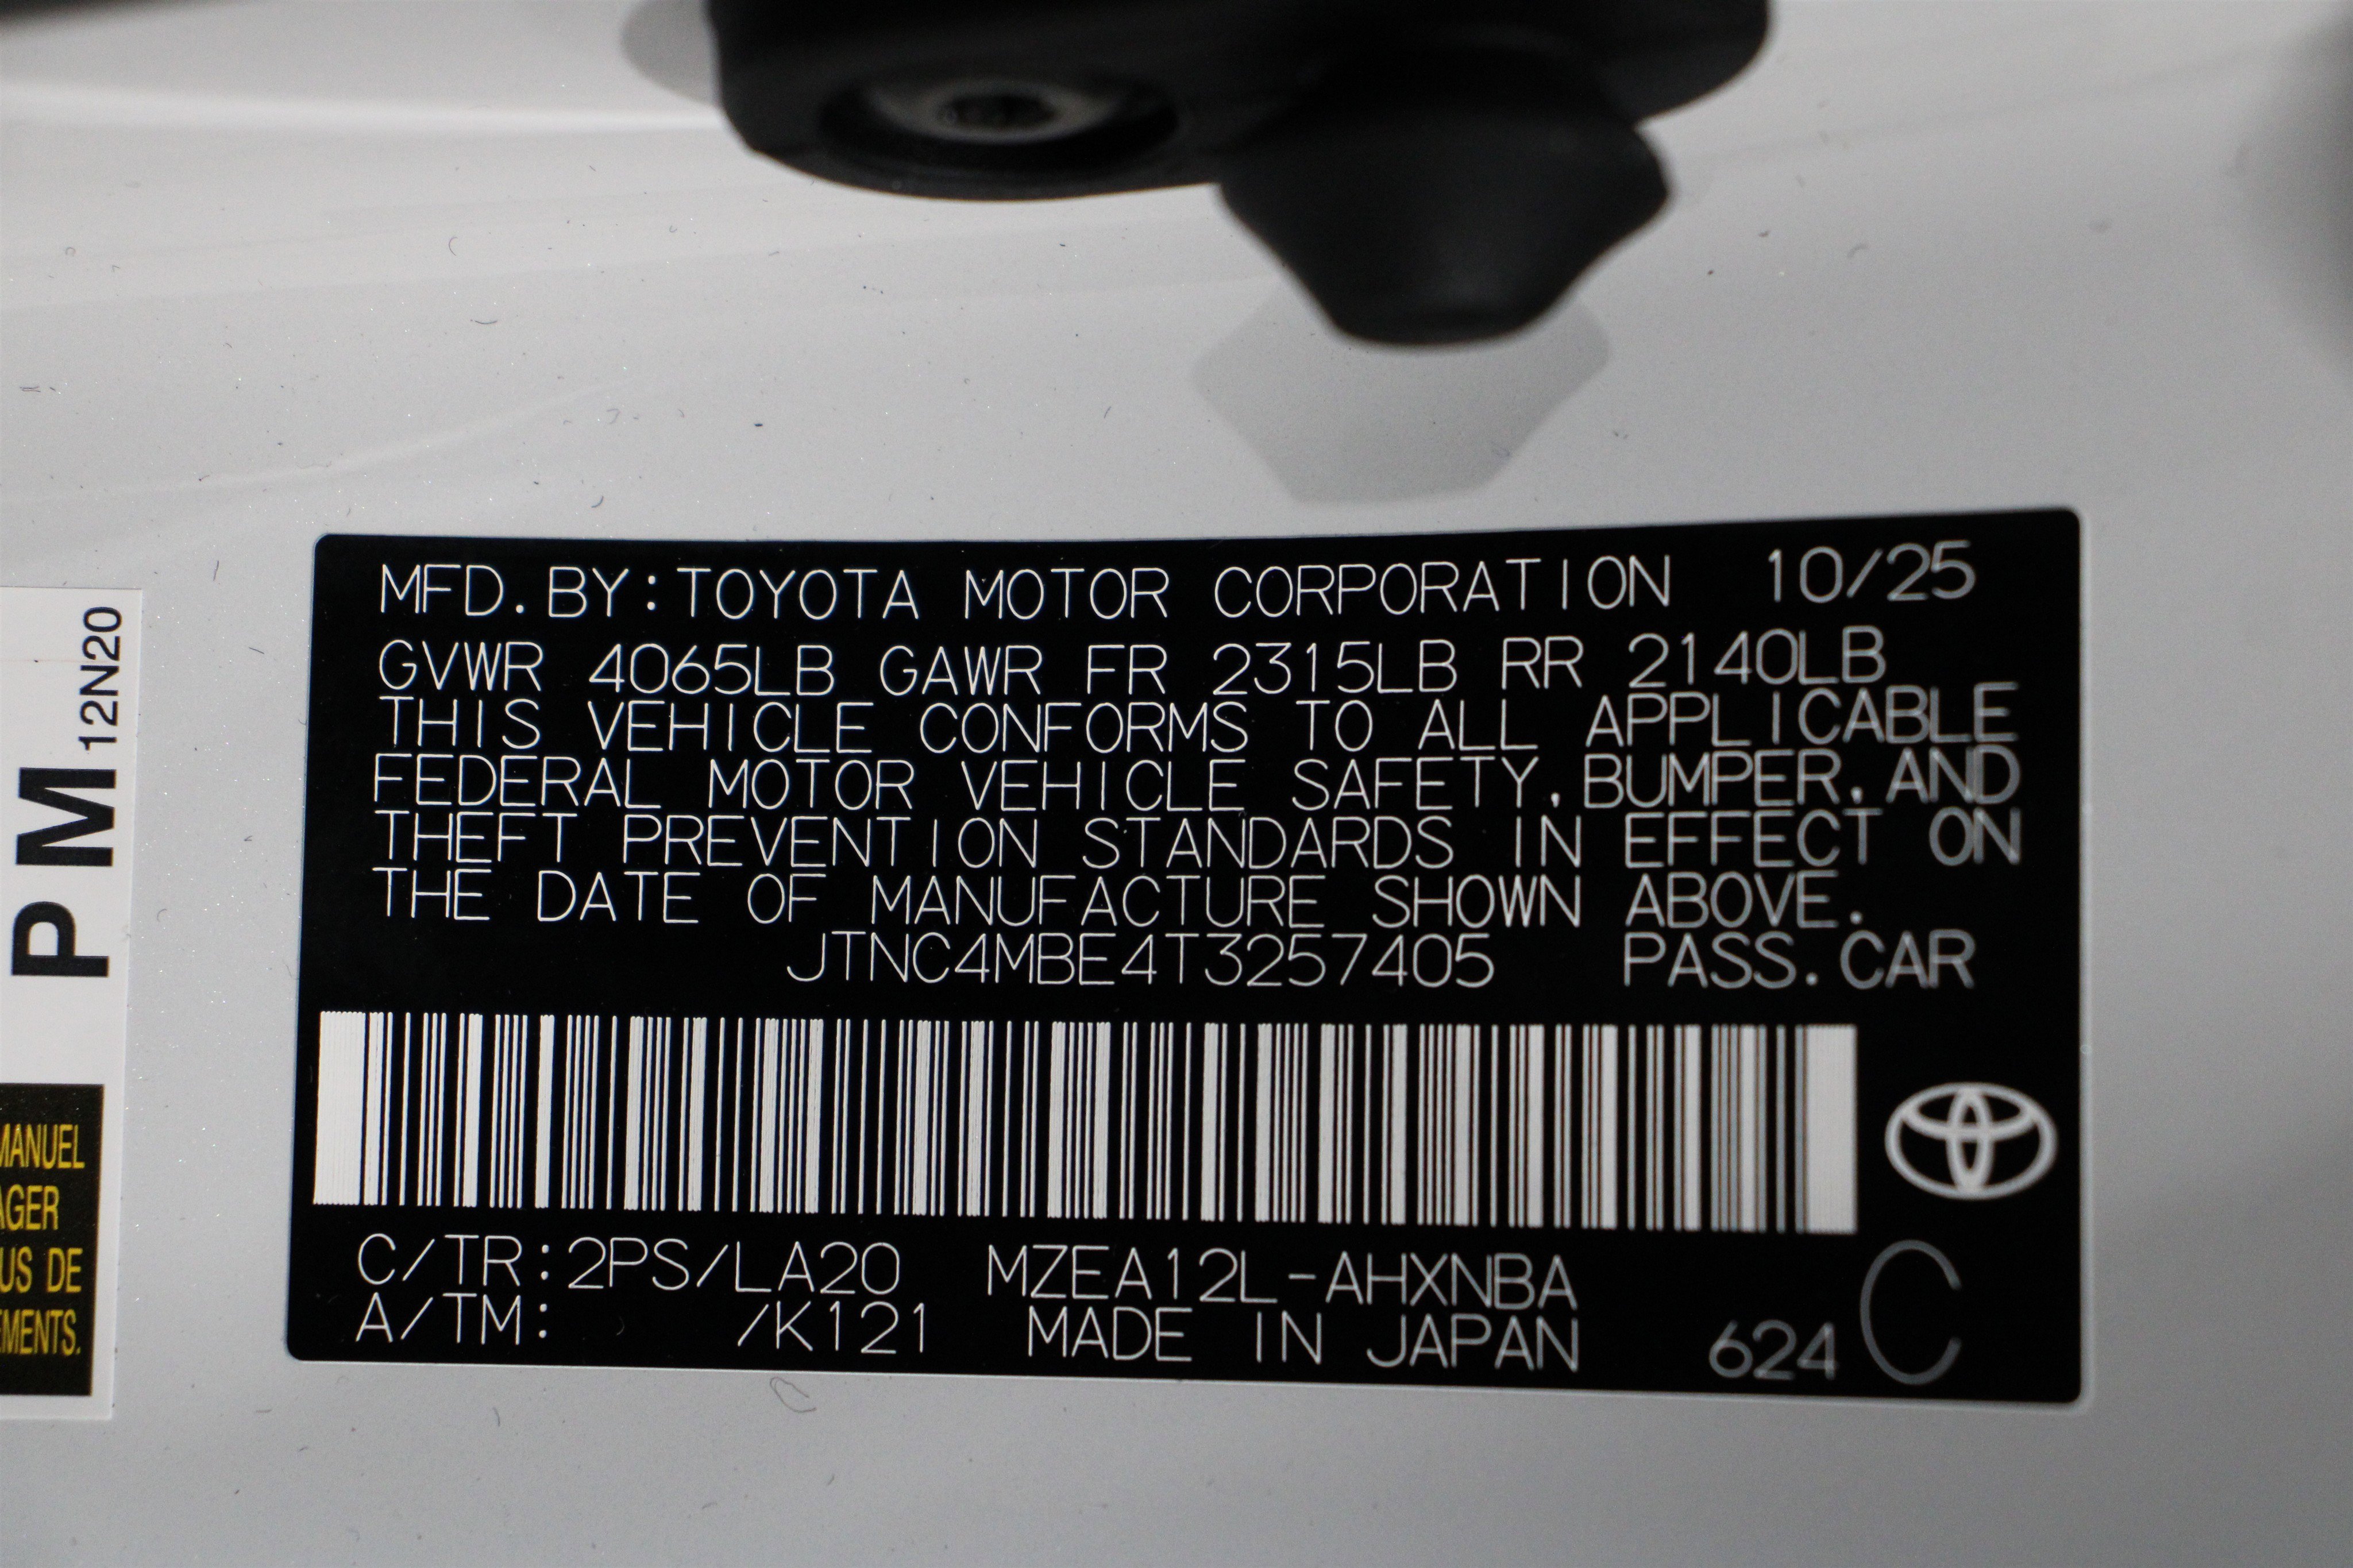 MFD.BY:TOYOTA MOTOR CORPORATION 10/25
GVWR 4065LB GAWR FR 2315LB RR 2140LB
THIS VEHICLE CONFORMS TO ALL APPLICABLE
FEDERAL MOTOR VEHICLE SAFETY,BUMPER,AND
THEFT PREVENTION STANDARDS IN EFFECT ON
THE DATE OF MANUFACTURE SHOWN ABOVE.
JTNC4MBE4T3257405 PASS.CAR
C/TR:2PS/LA20 MZEA12L-AHXNBA
A/TM: /K121 MADE IN JAPAN 624 C
PM 12N20
MANUEL
AGER
US DE
EMENTS.